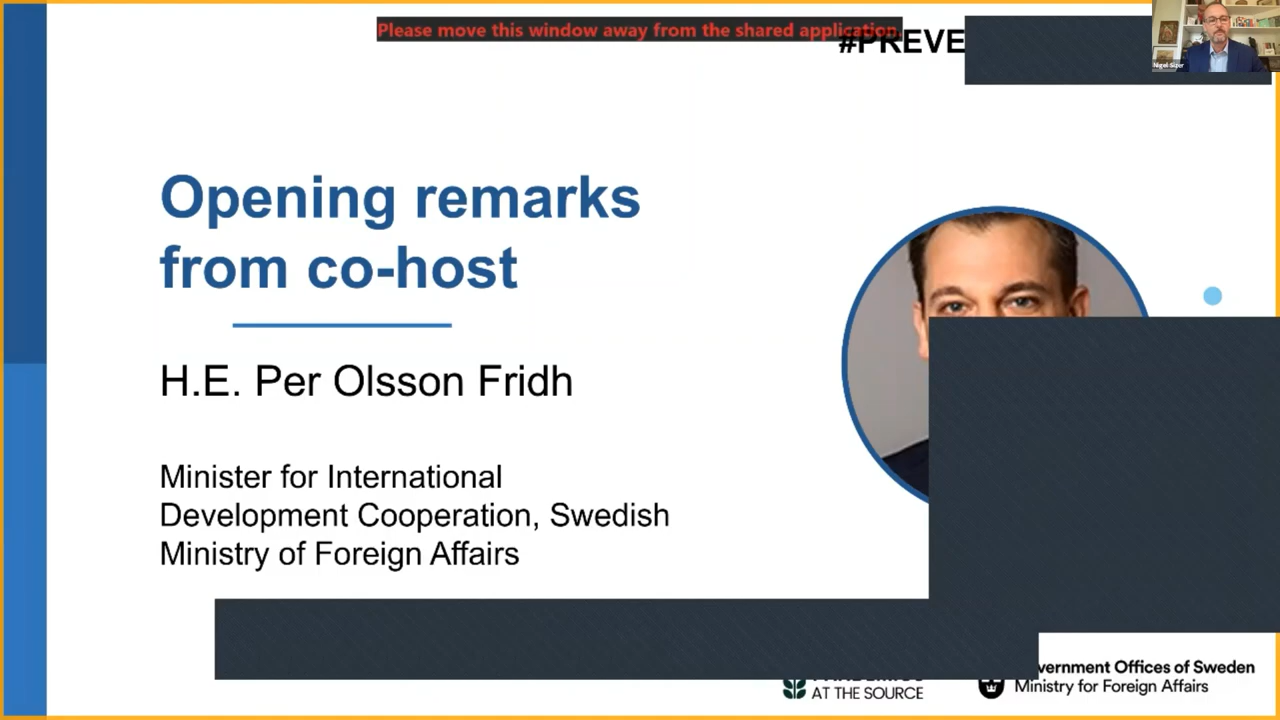 Please move this window away from the shared application.
#PREVE
Nigel Sizer
Opening remarks
from co-host
H.E. Per Olsson Fridh
Minister for International
Development Cooperation, Swedish
Ministry of Foreign Affairs
AT THE SOURCE
vernment Offices of Sweden
Ministry for Foreign Affairs